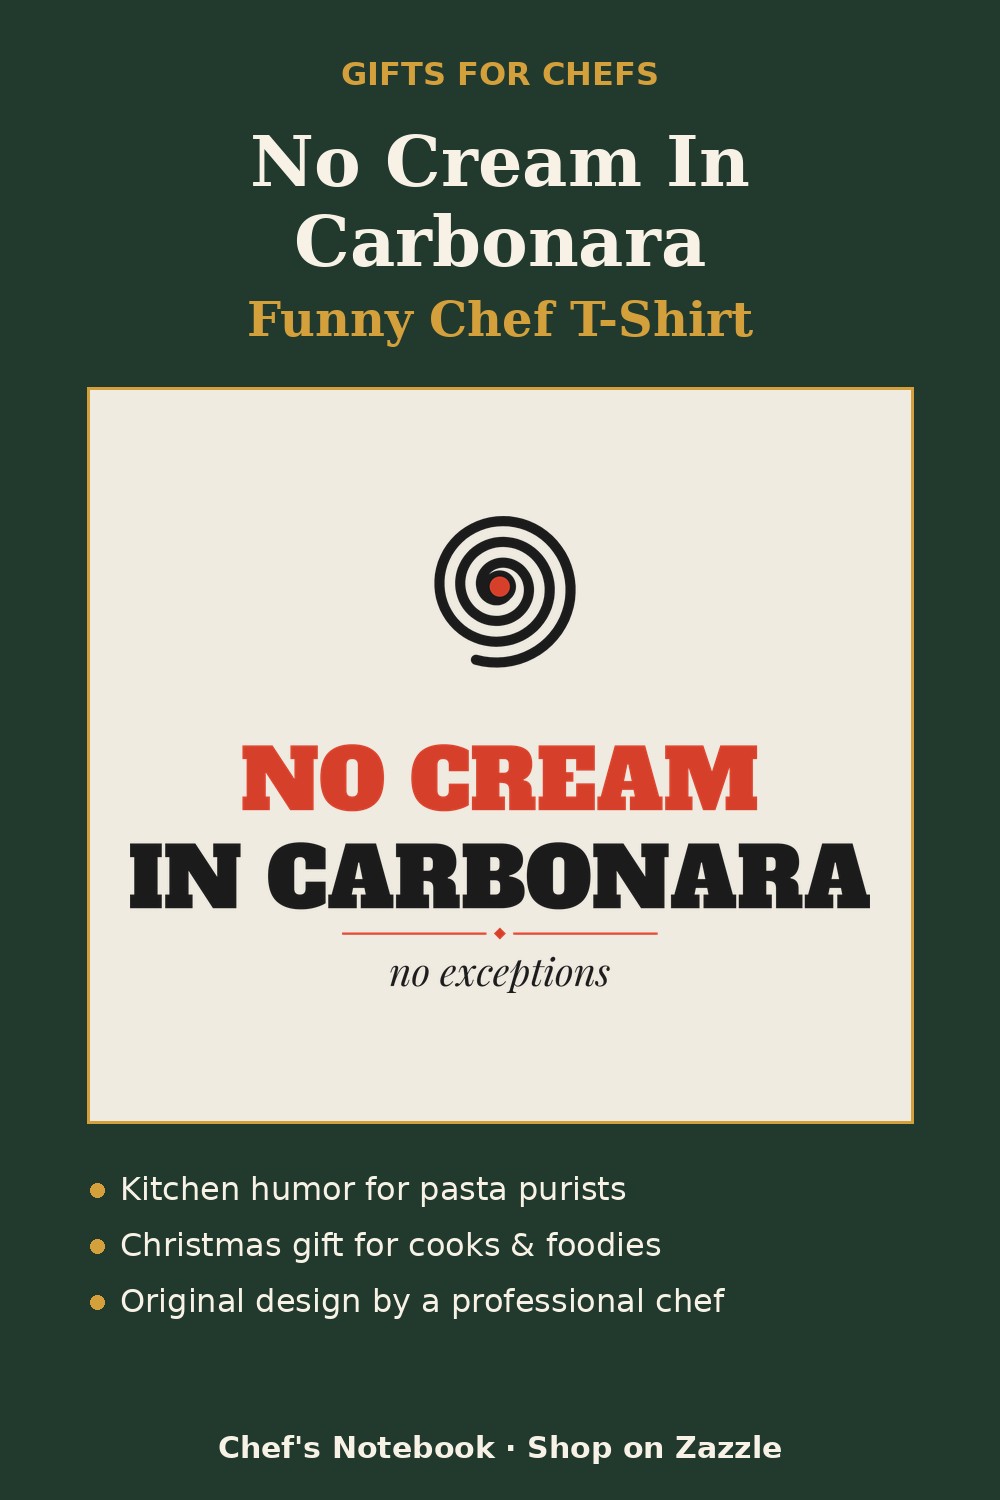 GIFTS FOR CHEFS
No Cream In
Carbonara
Funny Chef T-Shirt
NO CREAM
IN CARBONARA
no exceptions
Kitchen humor for pasta purists
Christmas gift for cooks & foodies
Original design by a professional chef
Chef's Notebook · Shop on Zazzle